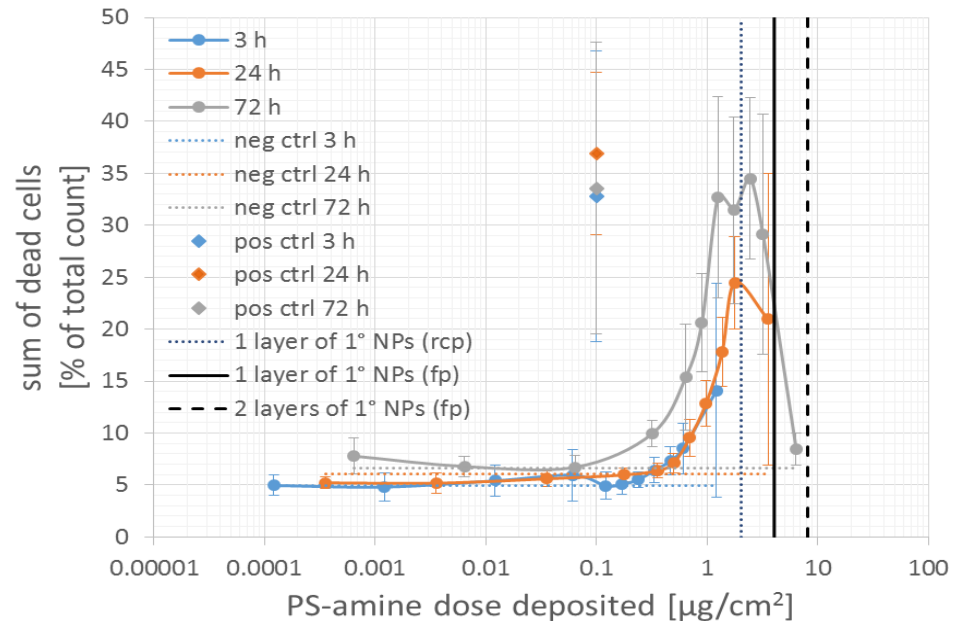 50
45
40
35
30
25
20
15
10
5
0
sum of dead cells
[% of total count]
3 h
24 h
72 h
neg ctrl 3 h
neg ctrl 24 h
neg ctrl 72 h
pos ctrl 3 h
pos ctrl 24 h
pos ctrl 72 h
1 layer of 1° NPs (rcp)
1 layer of 1° NPs (fp)
2 layers of 1° NPs (fp)
0.00001 0.0001 0.001 0.01 0.1 1 10 100
PS-amine dose deposited [µg/cm²]